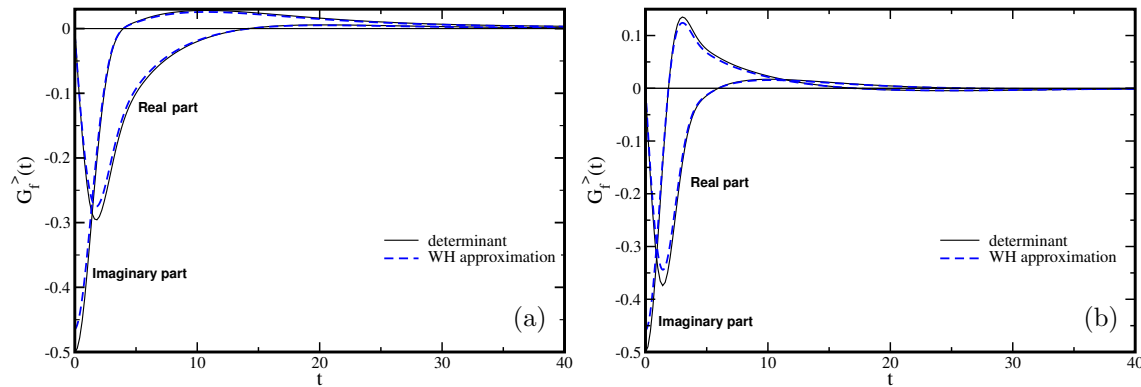 0
-0.1
-0.2
-0.3
-0.4
-0.5
G_f^>(t)
Real part
Imaginary part
determinant
WH approximation
(a)
0 10 20 30 40
t
0.1
0
-0.1
-0.2
-0.3
-0.4
-0.5
G_f^>(t)
Real part
determinant
WH approximation
Imaginary part
(b)
0 10 20 30 40
t